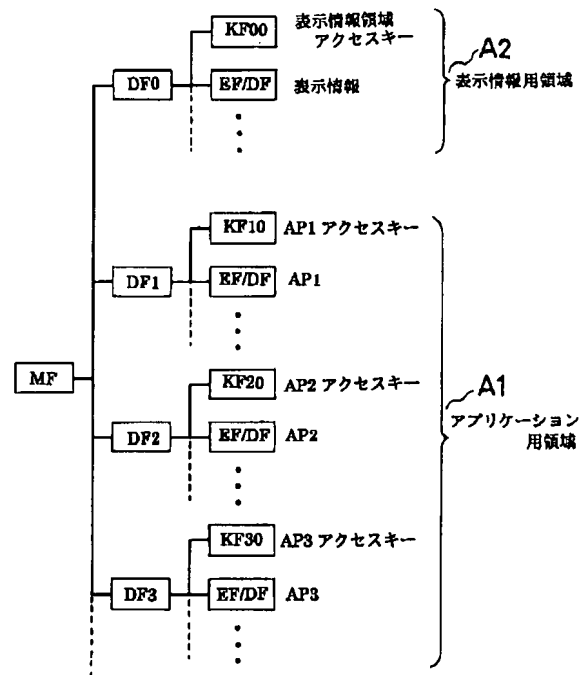 KF00
表示情報領域
アクセスキー
A2
DF0
EF/DF
表示情報
表示情報用領域
KF10
AP1 アクセスキー
DF1
EF/DF
AP1
MF
KF20
AP2 アクセスキー
A1
アプリケーション
用領域
DF2
EF/DF
AP2
KF30
AP3 アクセスキー
DF3
EF/DF
AP3